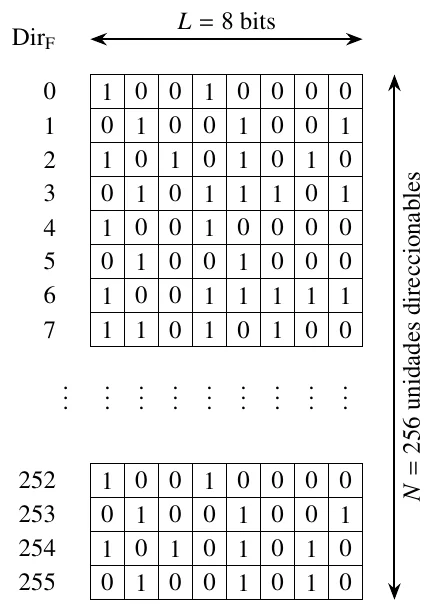 L = 8 bits
Dir_F
0 1 0 0 1 0 0 0 0
1 0 1 0 0 1 0 0 1
2 1 0 1 0 1 0 1 0
3 0 1 0 1 1 1 0 1
4 1 0 0 1 0 0 0 0
5 0 1 0 0 1 0 0 0
6 1 0 0 1 1 1 1 1
7 1 1 0 1 0 1 0 0
⋮ ⋮ ⋮ ⋮ ⋮ ⋮ ⋮ ⋮ ⋮
252 1 0 0 1 0 0 0 0
253 0 1 0 0 1 0 0 1
254 1 0 1 0 1 0 1 0
255 0 1 0 0 1 0 1 0
N = 256 unidades direccionables